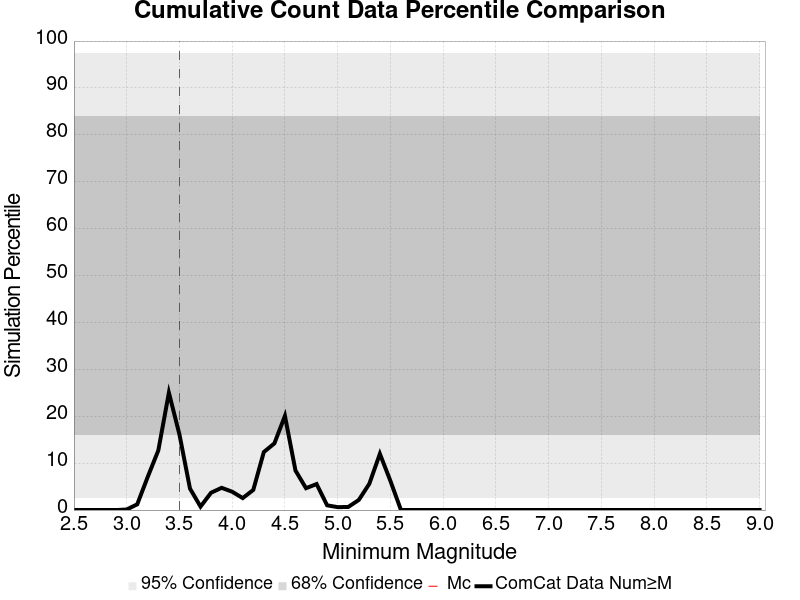 Cumulative Count Data Percentile Comparison
100
90
80
70
60
50
40
30
20
10
0
Simulation Percentile
2.5 3.0 3.5 4.0 4.5 5.0 5.5 6.0 6.5 7.0 7.5 8.0 8.5 9.0
Minimum Magnitude
95% Confidence 68% Confidence Mc ComCat Data Num≥M